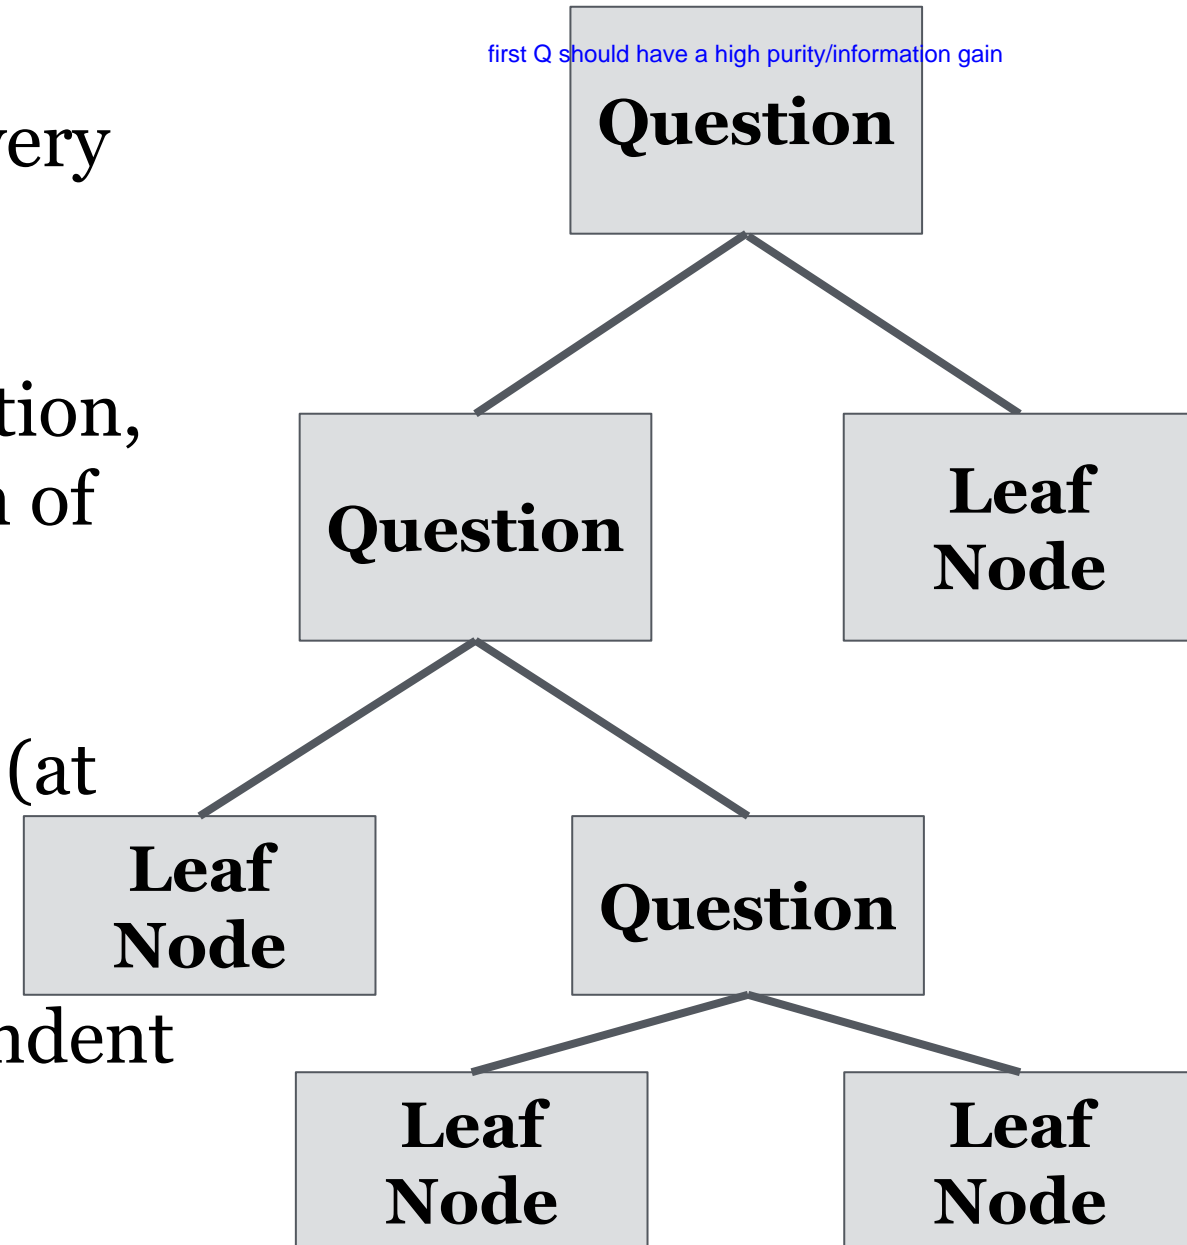 first Q should have a high purity/information gain
Question
very
tion,
of
Question
Leaf
Node
(at
Leaf
Node
Question
ndent
Leaf
Node
Leaf
Node